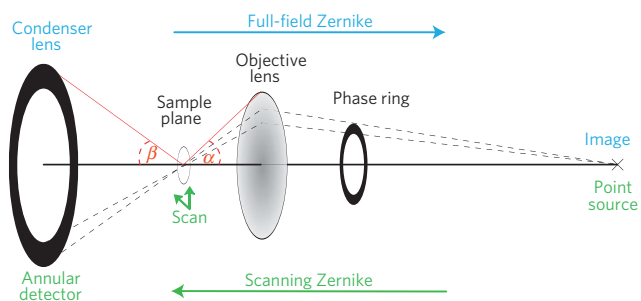 Condenser
lens
Full-field Zernike
Objective
lens
Sample
plane
Phase ring
β
α
Image
Point
source
Scan
Annular
detector
Scanning Zernike